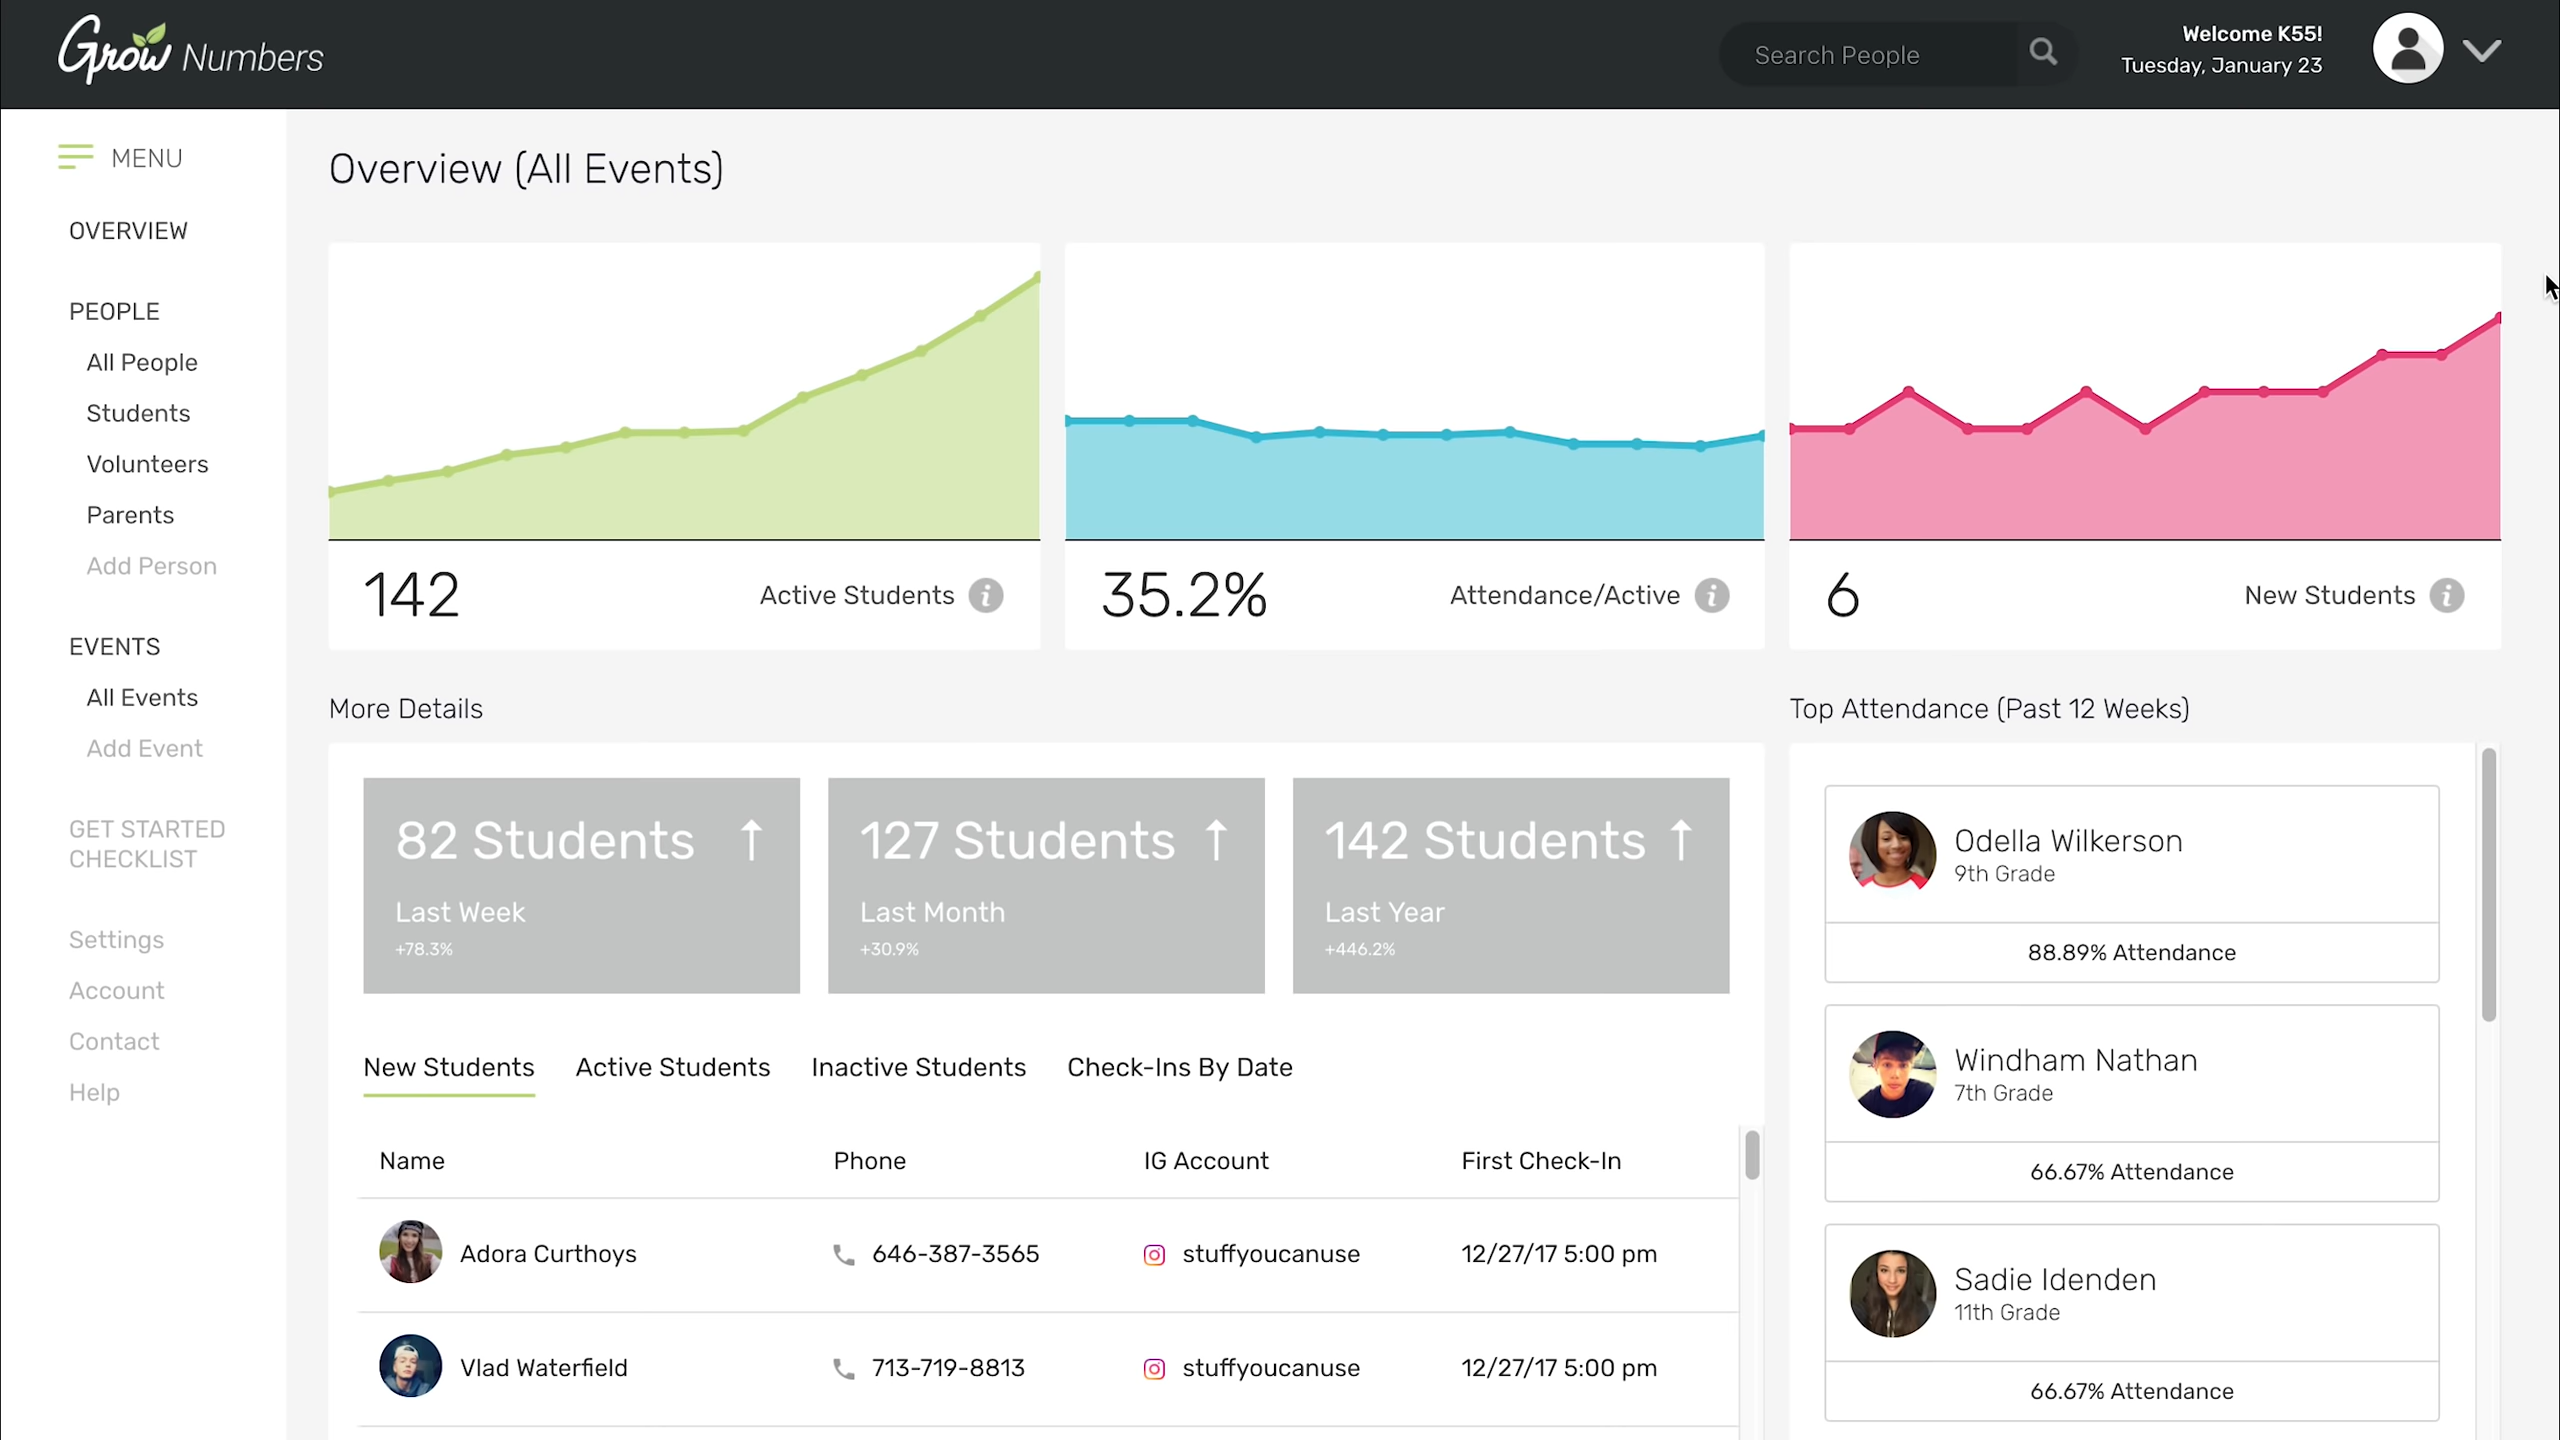 Grow Numbers
Search People
Welcome K55!
Tuesday, January 23
MENU
OVERVIEW
PEOPLE
All People
Students
Volunteers
Parents
Add Person
EVENTS
All Events
Add Event
GET STARTED
CHECKLIST
Settings
Account
Contact
Help
Overview (All Events)
142 Active Students i
35.2% Attendance/Active i
6 New Students i
More Details
82 Students ↑
Last Week
+78.3%
127 Students ↑
Last Month
+30.9%
142 Students ↑
Last Year
+446.2%
New Students Active Students Inactive Students Check-Ins By Date
Name Phone IG Account First Check-In
Adora Curthoys 646-387-3565 stuffyoucanuse 12/27/17 5:00 pm
Vlad Waterfield 713-719-8813 stuffyoucanuse 12/27/17 5:00 pm
Top Attendance (Past 12 Weeks)
Odella Wilkerson
9th Grade
88.89% Attendance
Windham Nathan
7th Grade
66.67% Attendance
Sadie Idenden
11th Grade
66.67% Attendance